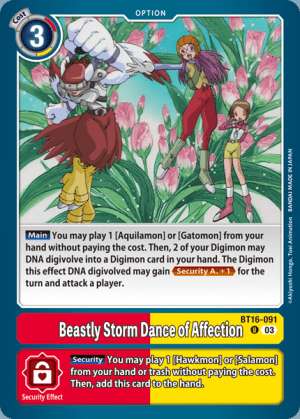 Cost
OPTION
3
Main You may play 1 [Aquilamon] or [Gatomon] from
your hand without paying the cost. Then, 2 of your Digimon may
DNA digivolve into a Digimon card in your hand. The Digimon
this effect DNA digivolved may gain Security A. +1 for the
turn and attack a player.
©Akiyoshi Hongo, Toei Animation BANDAI MADE IN JAPAN
BT16-091
Beastly Storm Dance of Affection
U 03
Security You may play 1 [Hawkmon] or [Salamon]
from your hand or trash without paying the cost.
Then, add this card to the hand.
Security Effect